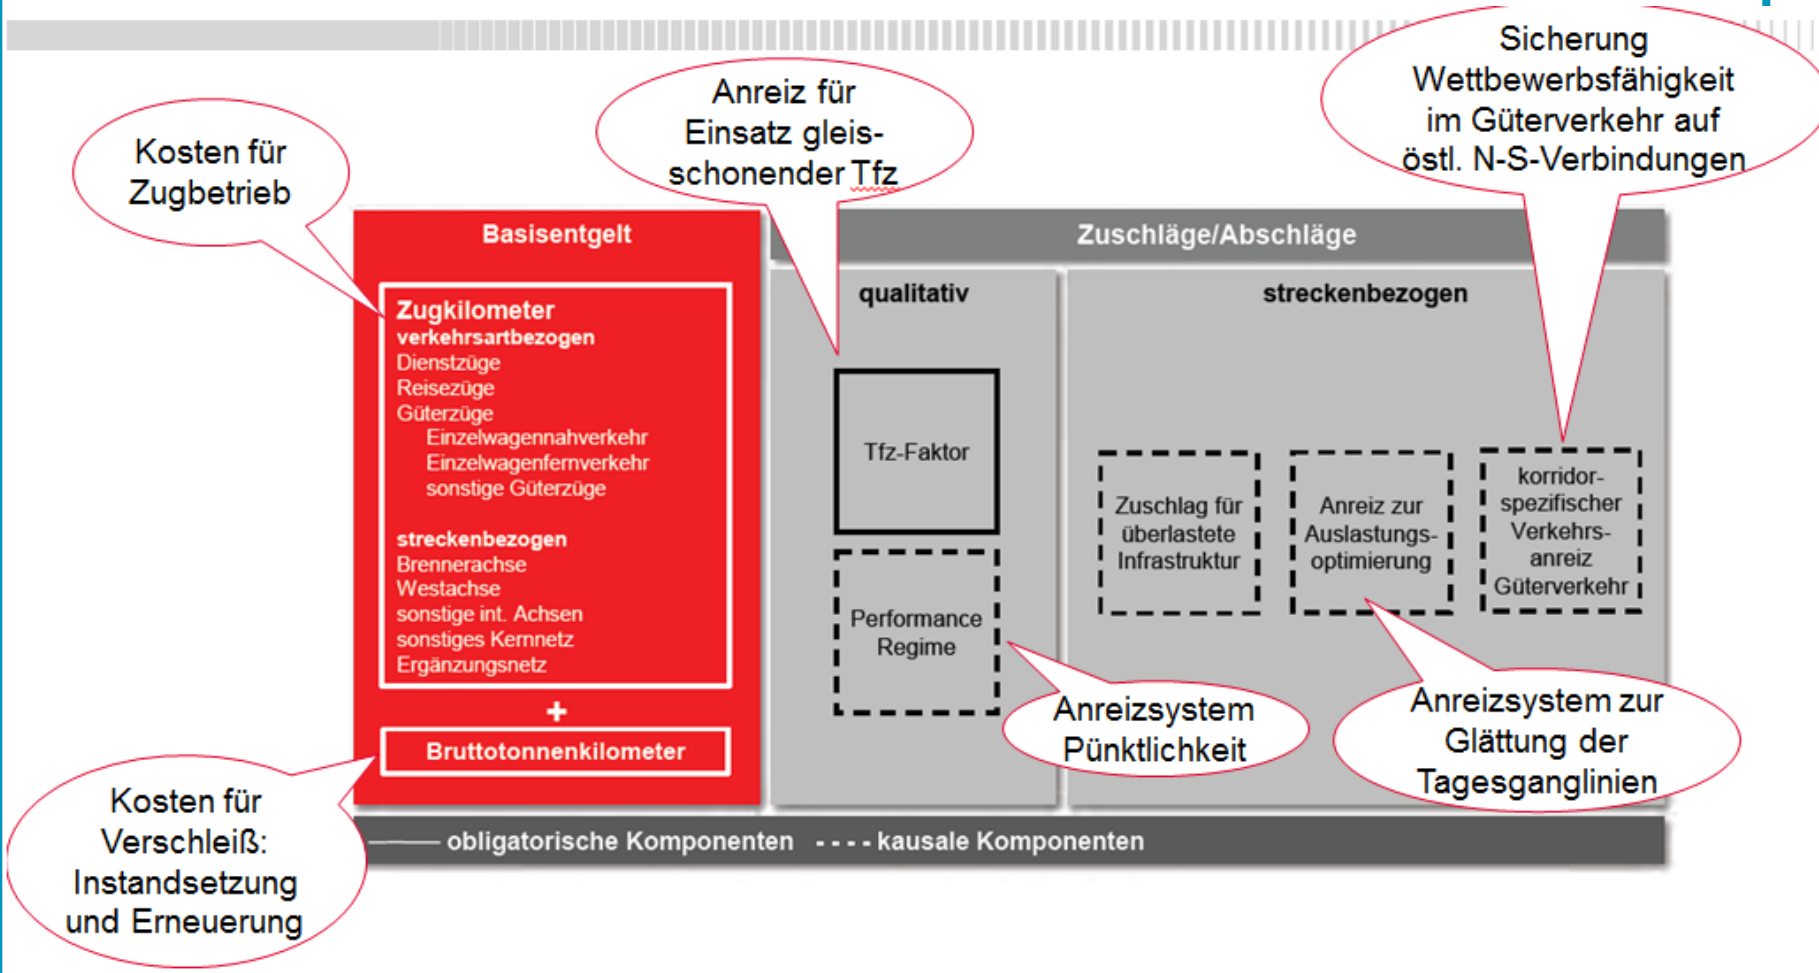 Sicherung
Wettbewerbsfähigkeit
im Güterverkehr auf
östl. N-S-Verbindungen
Anreiz für
Einsatz gleis-
schonender Tfz
Kosten für
Zugbetrieb
Basisentgelt
Zuschläge/Abschläge
Zugkilometer
verkehrsartbezogen
Dienstzüge
Reisezüge
Güterzüge
Einzelwagennahverkehr
Einzelwagenfernverkehr
sonstige Güterzüge
streckenbezogen
Brennerachse
Westachse
sonstige int. Achsen
sonstiges Kernnetz
Ergänzungsnetz
+
Bruttotonnenkilometer
qualitativ
Tfz-Faktor
Performance
Regime
streckenbezogen
Zuschlag für
überlastete
Infrastruktur
Anreiz zur
Auslastungs-
optimierung
korridor-
spezifischer
Verkehrs-
anreiz
Güterverkehr
Anreizsystem
Pünktlichkeit
Anreizsystem zur
Glättung der
Tagesganglinien
Kosten für
Verschleiß:
Instandsetzung
und Erneuerung
obligatorische Komponenten - - - - kausale Komponenten